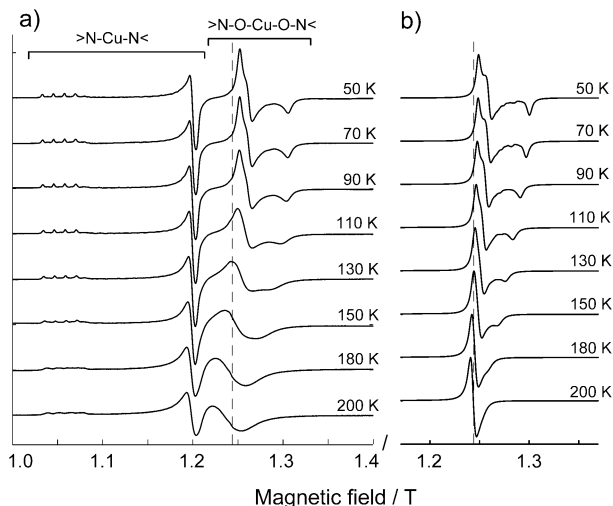 a)
>N-Cu-N<
>N-O-Cu-O-N<
50 K
70 K
90 K
110 K
130 K
150 K
180 K
200 K
1.0
1.1
1.2
1.3
1.4
/
b)
50 K
70 K
90 K
110 K
130 K
150 K
180 K
200 K
1.2
1.3
Magnetic field / T